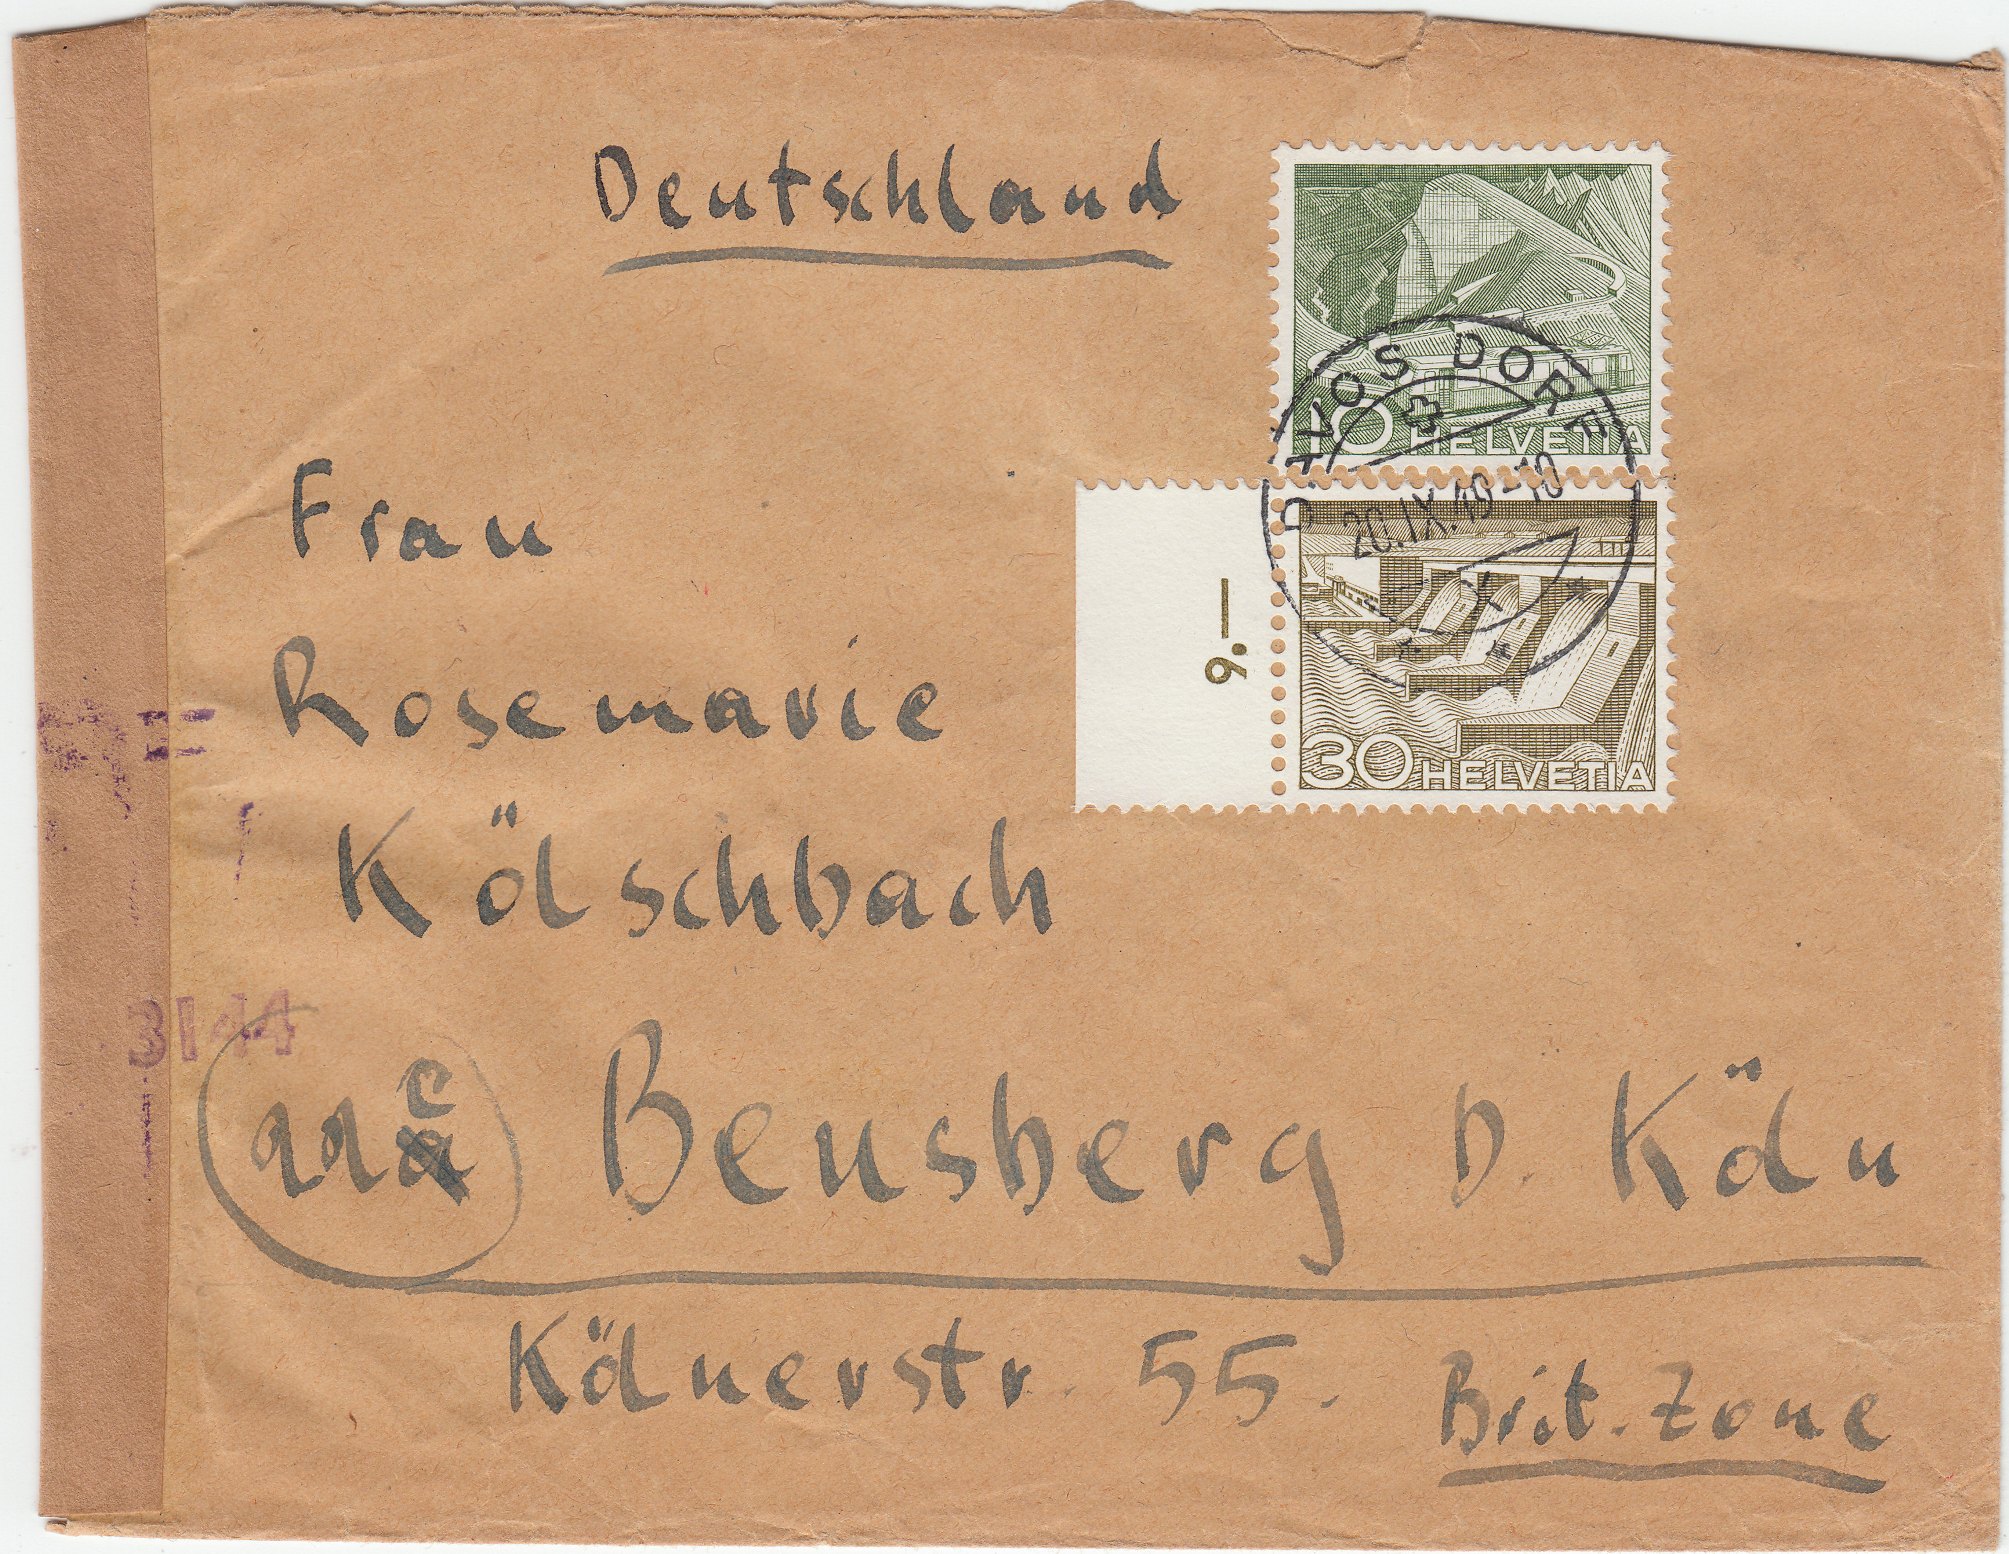 Deutschland
10 HELVETIA
DAVOS DORF
20.IX.49-10
9.—
30 HELVETIA
Frau
Rosemarie
Kölschbach
3144
Bensberg b. Köln
Kölnerstr. 55.
Brit. Zone